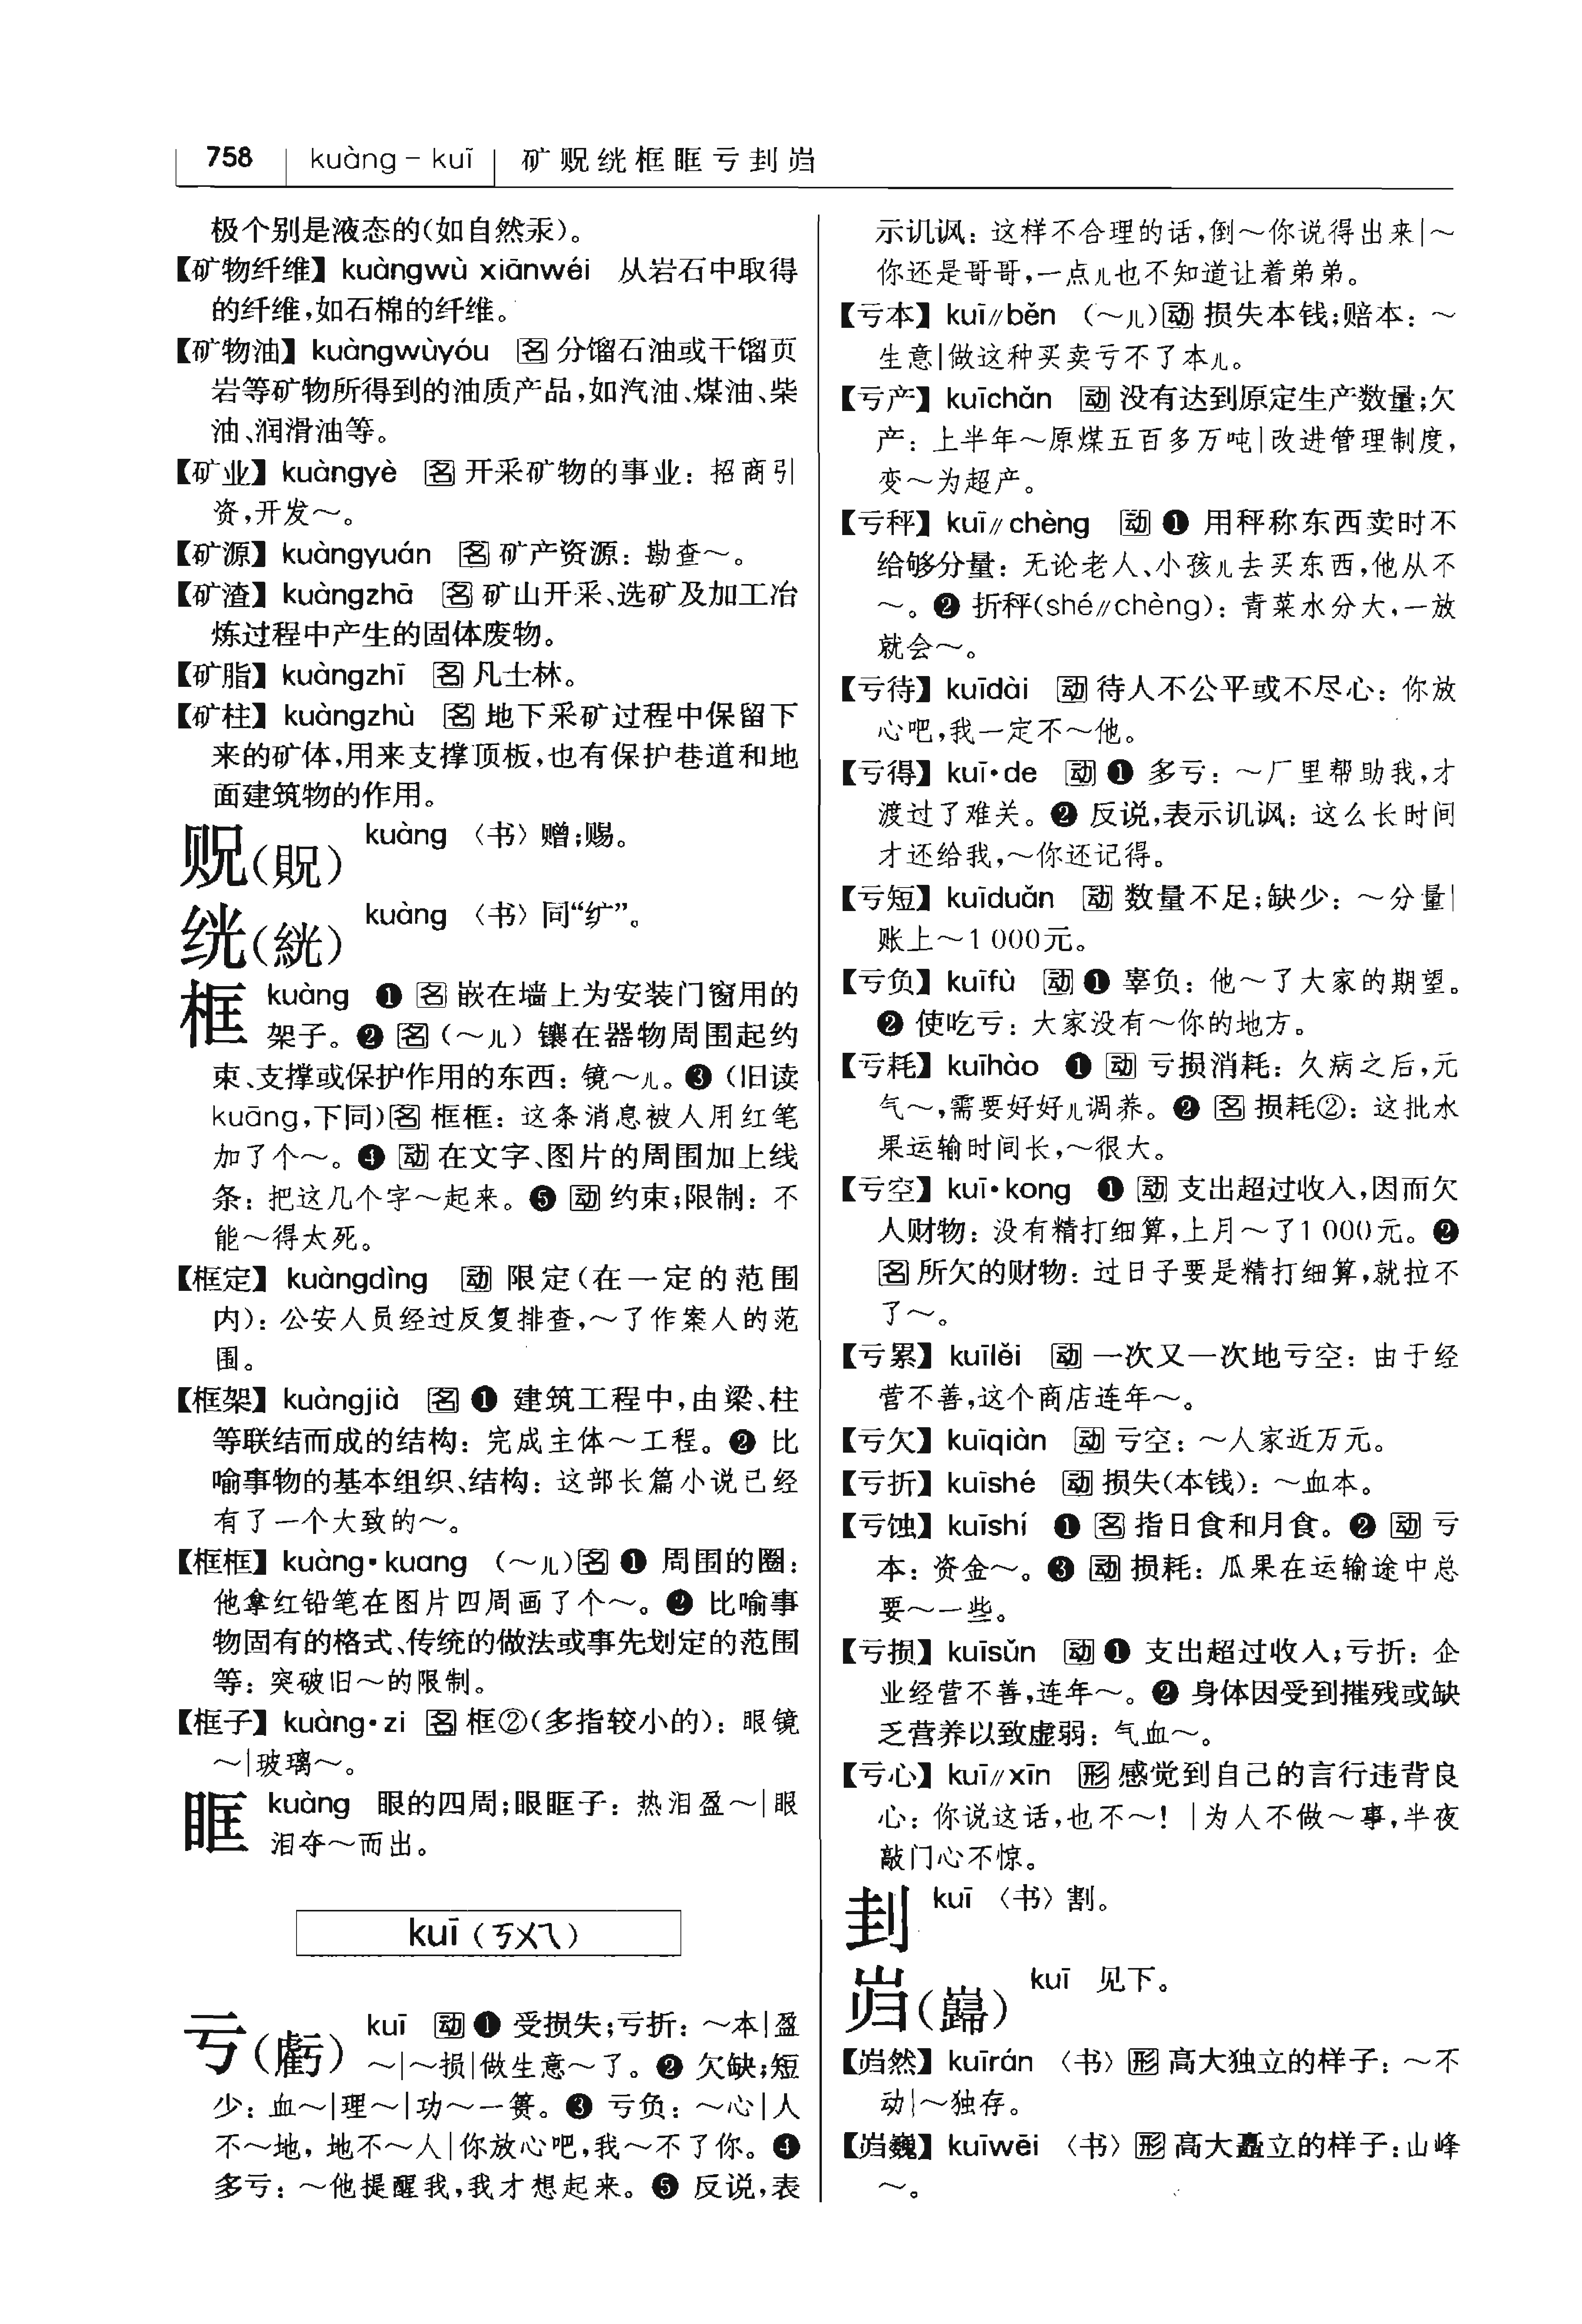 758 kuàng – kuī 矿贶絖框眶亏刲岿
极个别是液态的(如自然汞)。
【矿物纤维】kuàngwù xiānwéi 从岩石中取得
的纤维,如石棉的纤维。
【矿物油】kuàngwùyóu 名 分馏石油或干馏页
岩等矿物所得到的油质产品,如汽油、煤油、柴
油、润滑油等。
【矿业】kuàngyè 名 开采矿物的事业:招商引
资,开发～。
【矿源】kuàngyuán 名 矿产资源:勘查～。
【矿渣】kuàngzhā 名 矿山开采、选矿及加工冶
炼过程中产生的固体废物。
【矿脂】kuàngzhī 名 凡士林。
【矿柱】kuàngzhù 名 地下采矿过程中保留下
来的矿体,用来支撑顶板,也有保护巷道和地
面建筑物的作用。
贶(貺) kuàng 〈书〉赠;赐。
絖(絖) kuàng 〈书〉同“纩”。
框 kuàng ❶ 名 嵌在墙上为安装门窗用的
架子。❷ 名(～儿)镶在器物周围起约
束、支撑或保护作用的东西:镜～儿。❸(旧读
kuāng,下同)名 框框:这条消息被人用红笔
加了个～。❹ 动 在文字、图片的周围加上线
条:把这几个字～起来。❺ 动 约束;限制:不
能～得太死。
【框定】kuàngdìng 动 限定(在一定的范围
内):公安人员经过反复排查,～了作案人的范
围。
【框架】kuàngjià 名 ❶ 建筑工程中,由梁、柱
等联结而成的结构:完成主体～工程。❷ 比
喻事物的基本组织、结构:这部长篇小说已经
有了一个大致的～。
【框框】kuàng·kuang (～儿)名 ❶ 周围的圈:
他拿红铅笔在图片四周画了个～。❷ 比喻事
物固有的格式、传统的做法或事先划定的范围
等:突破旧～的限制。
【框子】kuàng·zi 名 框②(多指较小的):眼镜
～|玻璃～。
眶 kuàng 眼的四周;眼眶子:热泪盈～|眼
泪夺～而出。
kuī(ㄎㄨㄟ)
亏(虧) kuī 动 ❶ 受损失;亏折:～本|盈
～|～损|做生意～了。❷ 欠缺;短
少:血～|理～|功～一篑。❸ 亏负:～心|人
不～地,地不～人|你放心吧,我～不了你。❹
多亏:～他提醒我,我才想起来。❺ 反说,表
示讥讽:这样不合理的话,倒～你说得出来|～
你还是哥哥,一点儿也不知道让着弟弟。
【亏本】kuī∥běn (～儿)动 损失本钱;赔本:～
生意|做这种买卖亏不了本儿。
【亏产】kuīchǎn 动 没有达到原定生产数量;欠
产:上半年～原煤五百多万吨|改进管理制度,
变～为超产。
【亏秤】kuī∥chèng 动 ❶ 用秤称东西卖时不
给够分量:无论老人、小孩儿去买东西,他从不
～。❷ 折秤(shé∥chèng):青菜水分大,一放
就会～。
【亏待】kuīdài 动 待人不公平或不尽心:你放
心吧,我一定不～他。
【亏得】kuī·de 动 ❶ 多亏:～厂里帮助我,才
渡过了难关。❷ 反说,表示讥讽:这么长时间
才还给我,～你还记得。
【亏短】kuīduǎn 动 数量不足;缺少:～分量|
账上～1 000元。
【亏负】kuīfù 动 ❶ 辜负:他～了大家的期望。
❷ 使吃亏:大家没有～你的地方。
【亏耗】kuīhào ❶ 动 亏损消耗:久病之后,元
气～,需要好好儿调养。❷ 名 损耗②:这批水
果运输时间长,～很大。
【亏空】kuī·kong ❶ 动 支出超过收入,因而欠
人财物:没有精打细算,上月～了1 000元。❷
名 所欠的财物:过日子要是精打细算,就拉不
了～。
【亏累】kuīlěi 动 一次又一次地亏空:由于经
营不善,这个商店连年～。
【亏欠】kuīqiàn 动 亏空:～人家近万元。
【亏折】kuīshé 动 损失(本钱):～血本。
【亏蚀】kuīshí ❶ 名 指日食和月食。❷ 动 亏
本:资金～。❸ 动 损耗:瓜果在运输途中总
要～一些。
【亏损】kuīsǔn 动 ❶ 支出超过收入;亏折:企
业经营不善,连年～。❷ 身体因受到摧残或缺
乏营养以致虚弱:气血～。
【亏心】kuī∥xīn 形 感觉到自己的言行违背良
心:你说这话,也不～!|为人不做～事,半夜
敲门心不惊。
刲 kuī 〈书〉割。
岿(巋) kuī 见下。
【岿然】kuīrán 〈书〉形 高大独立的样子:～不
动|～独存。
【岿巍】kuīwēi 〈书〉形 高大矗立的样子:山峰
～。